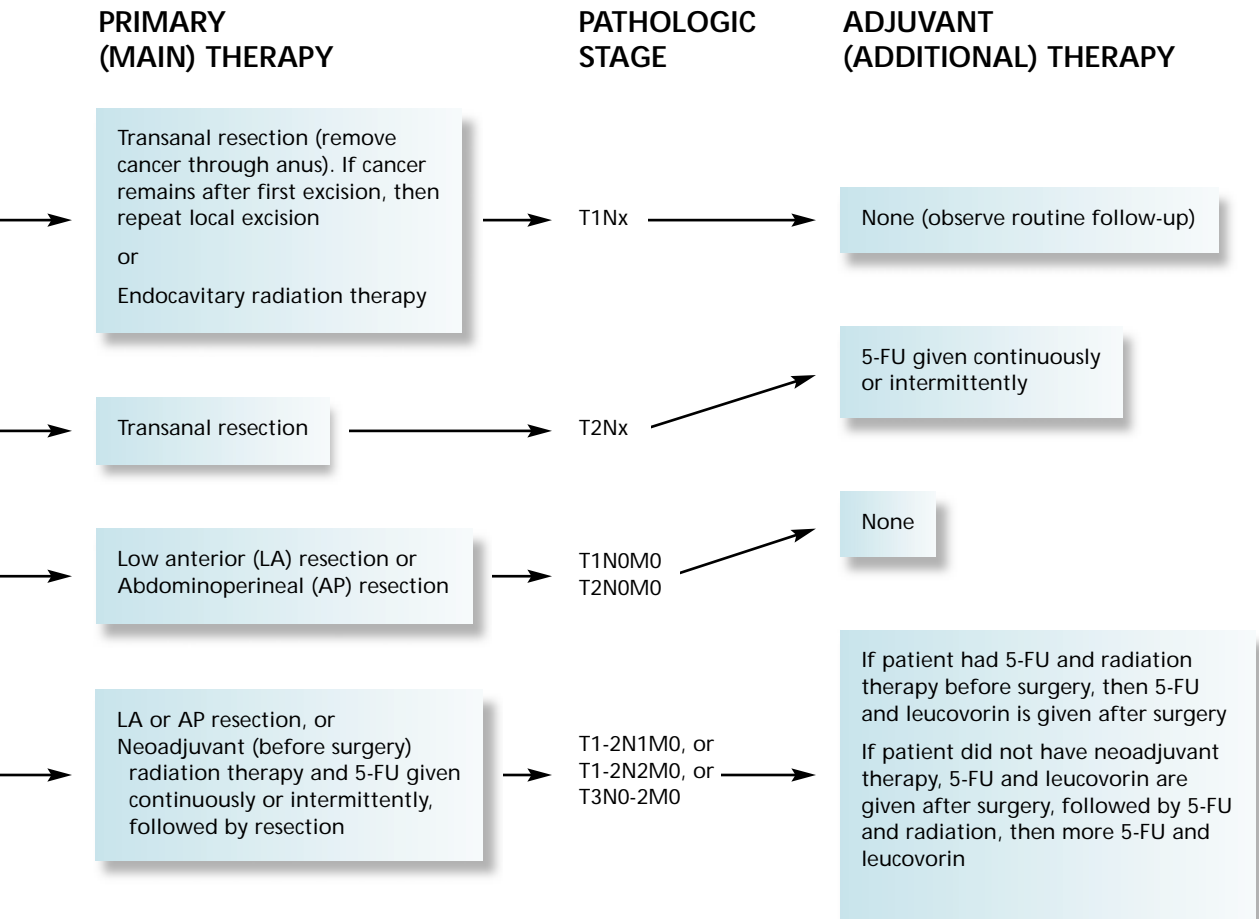 PRIMARY
(MAIN) THERAPY
PATHOLOGIC
STAGE
ADJUVANT
(ADDITIONAL) THERAPY
Transanal resection (remove
cancer through anus). If cancer
remains after first excision, then
repeat local excision
or
Endocavitary radiation therapy
T1Nx
None (observe routine follow-up)
Transanal resection
T2Nx
5-FU given continuously
or intermittently
Low anterior (LA) resection or
Abdominoperineal (AP) resection
T1N0M0
T2N0M0
None
LA or AP resection, or
Neoadjuvant (before surgery)
radiation therapy and 5-FU given
continuously or intermittently,
followed by resection
T1-2N1M0, or
T1-2N2M0, or
T3N0-2M0
If patient had 5-FU and radiation
therapy before surgery, then 5-FU
and leucovorin is given after surgery
If patient did not have neoadjuvant
therapy, 5-FU and leucovorin are
given after surgery, followed by 5-FU
and radiation, then more 5-FU and
leucovorin